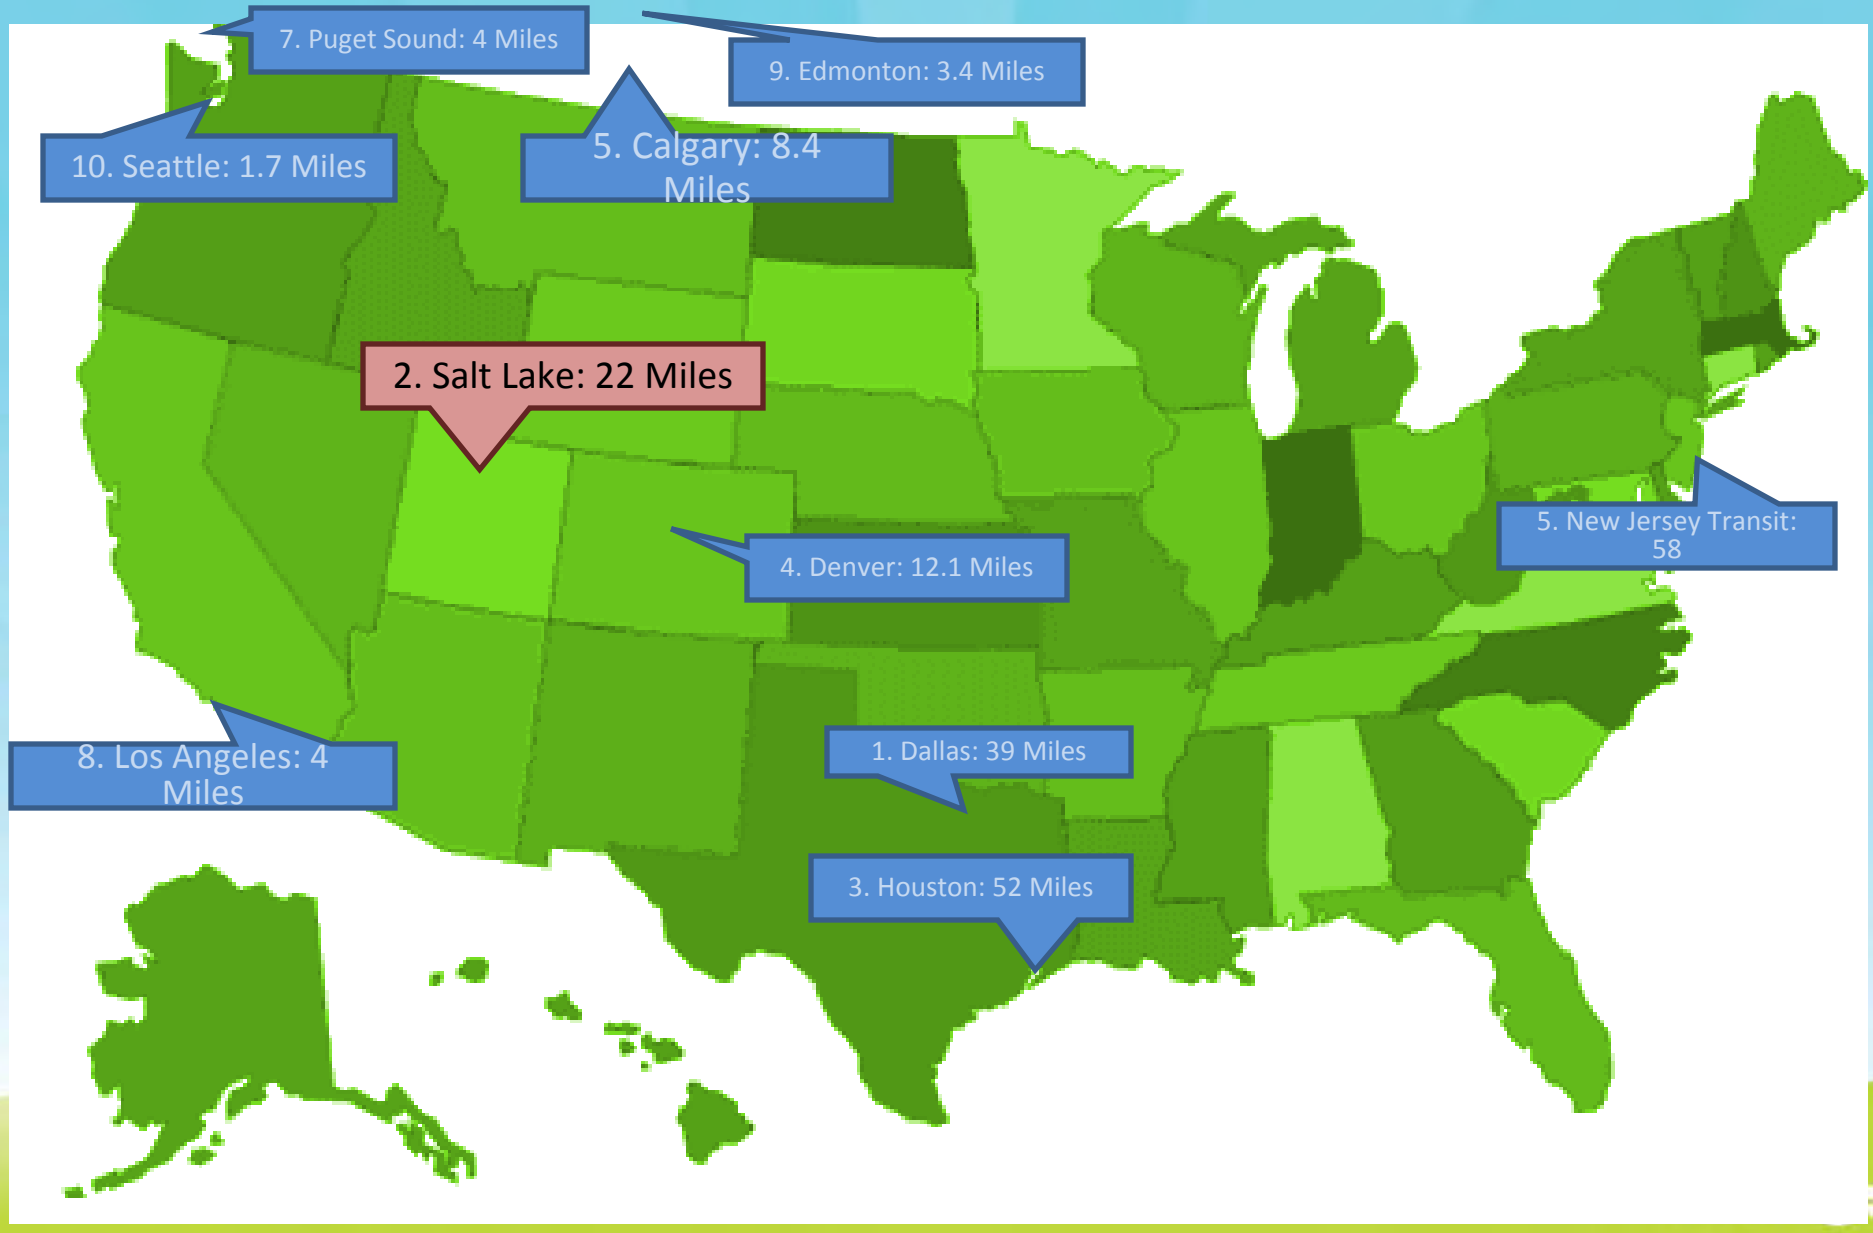 7. Puget Sound: 4 Miles
9. Edmonton: 3.4 Miles
10. Seattle: 1.7 Miles
5. Calgary: 8.4
Miles
2. Salt Lake: 22 Miles
5. New Jersey Transit:
58
4. Denver: 12.1 Miles
8. Los Angeles: 4
Miles
1. Dallas: 39 Miles
3. Houston: 52 Miles